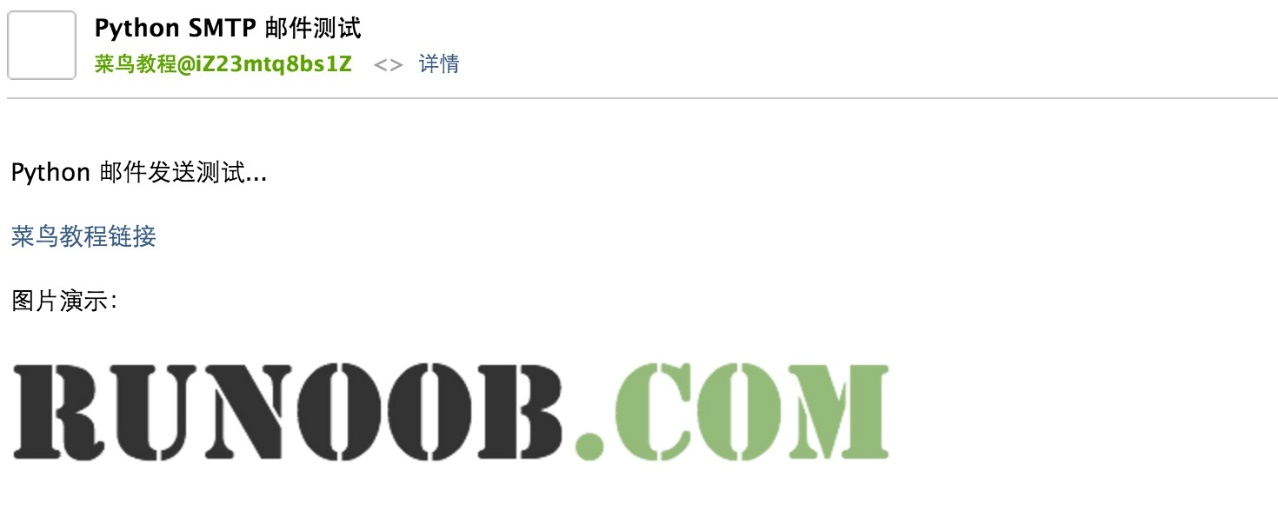 Python SMTP 邮件测试
菜鸟教程@iZ23mtq8bs1Z <> 详情
Python 邮件发送测试...
菜鸟教程链接
图片演示：
RUNOOB.COM